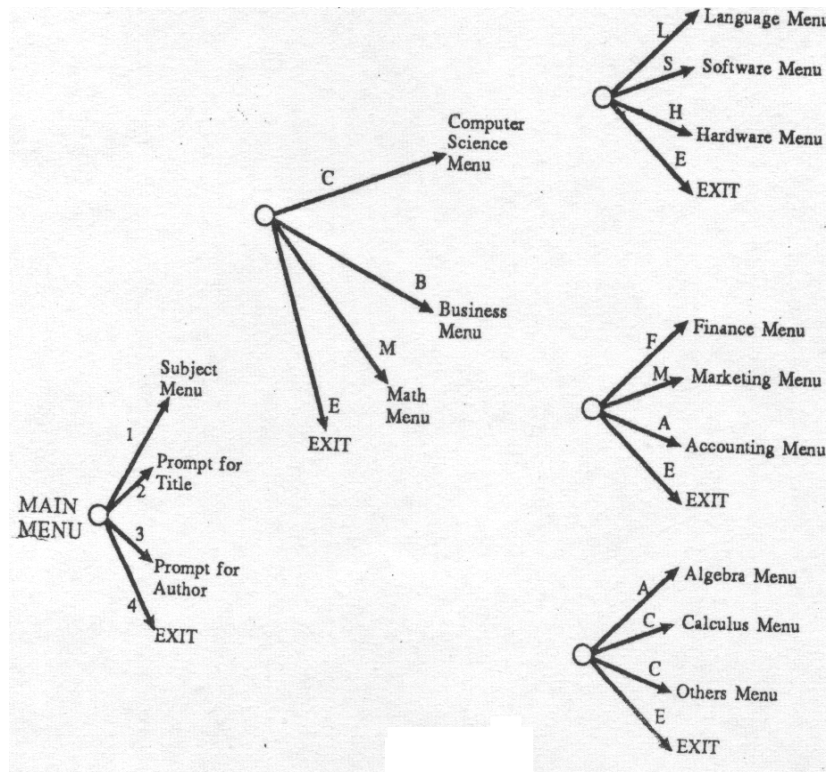 L
Language Menu
S
Software Menu
H
Hardware Menu
E
EXIT
C
Computer
Science
Menu
B
Business
Menu
M
Math
Menu
E
EXIT
F
Finance Menu
M
Marketing Menu
A
Accounting Menu
E
EXIT
MAIN
MENU
1
Subject
Menu
2
Prompt for
Title
3
Prompt for
Author
4
EXIT
A
Algebra Menu
C
Calculus Menu
C
Others Menu
E
EXIT